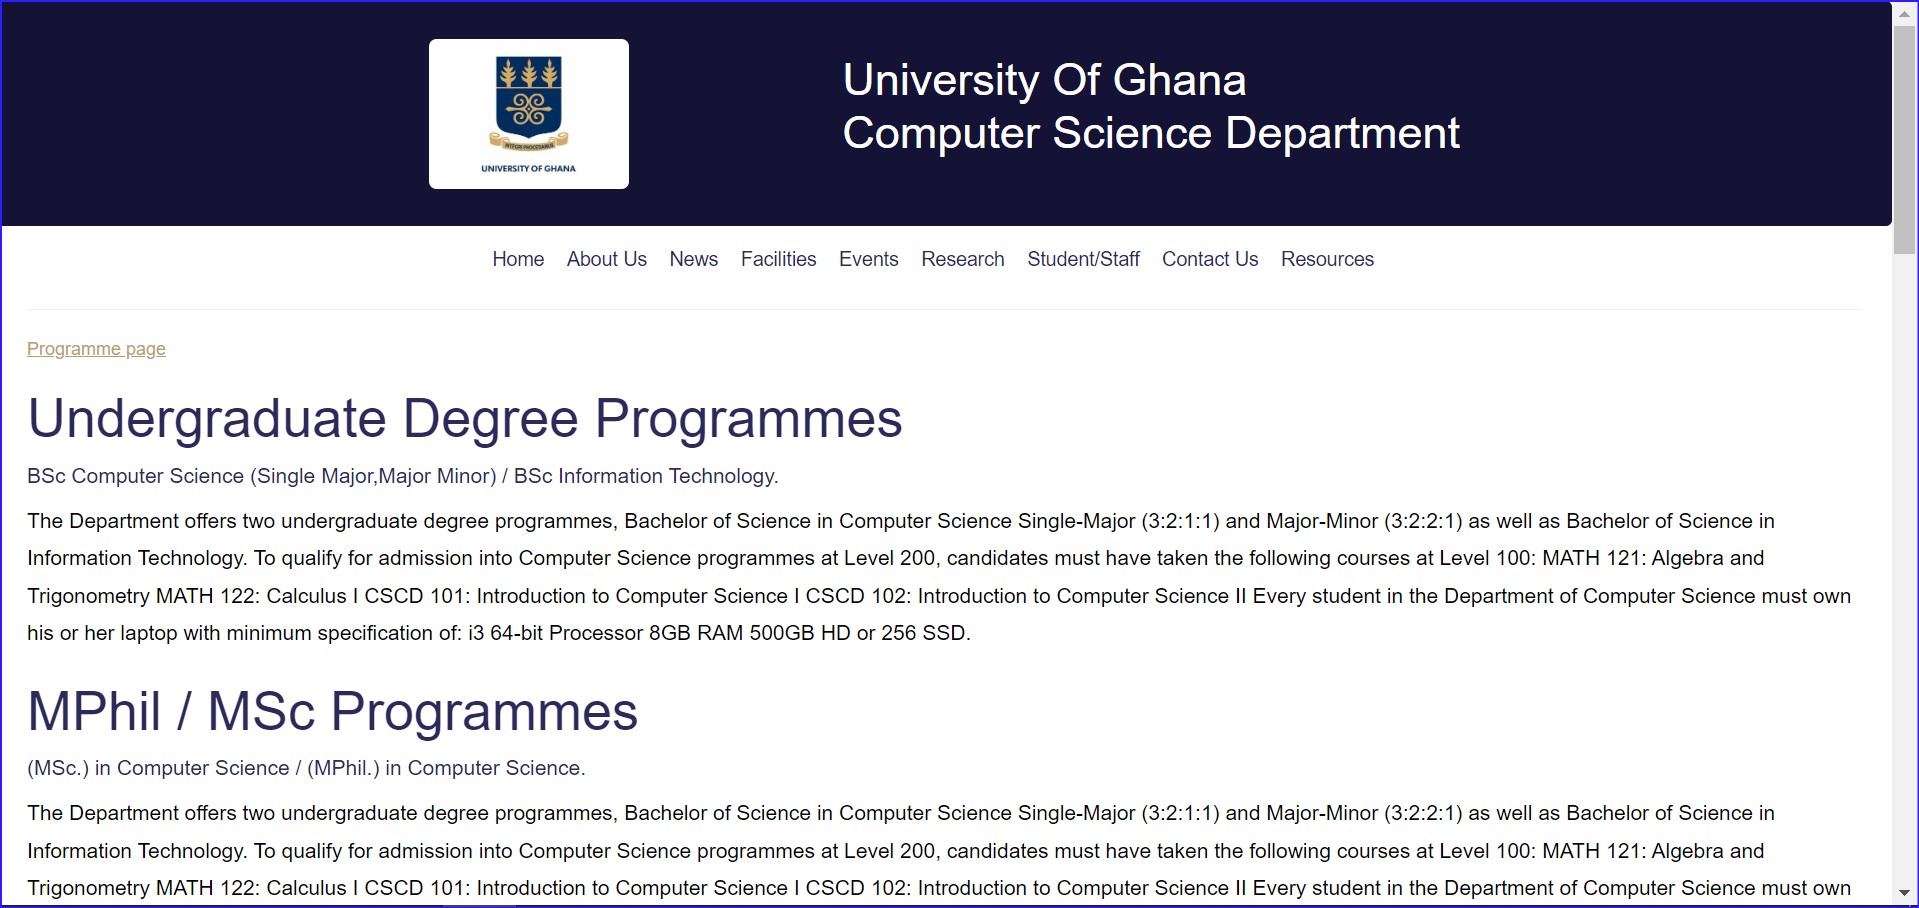 INTEGRI PROCEDAMUS
UNIVERSITY OF GHANA
University Of Ghana
Computer Science Department
Home About Us News Facilities Events Research Student/Staff Contact Us Resources
Programme page
Undergraduate Degree Programmes
BSc Computer Science (Single Major,Major Minor) / BSc Information Technology.
The Department offers two undergraduate degree programmes, Bachelor of Science in Computer Science Single-Major (3:2:1:1) and Major-Minor (3:2:2:1) as well as Bachelor of Science in
Information Technology. To qualify for admission into Computer Science programmes at Level 200, candidates must have taken the following courses at Level 100: MATH 121: Algebra and
Trigonometry MATH 122: Calculus I CSCD 101: Introduction to Computer Science I CSCD 102: Introduction to Computer Science II Every student in the Department of Computer Science must own
his or her laptop with minimum specification of: i3 64-bit Processor 8GB RAM 500GB HD or 256 SSD.
MPhil / MSc Programmes
(MSc.) in Computer Science / (MPhil.) in Computer Science.
The Department offers two undergraduate degree programmes, Bachelor of Science in Computer Science Single-Major (3:2:1:1) and Major-Minor (3:2:2:1) as well as Bachelor of Science in
Information Technology. To qualify for admission into Computer Science programmes at Level 200, candidates must have taken the following courses at Level 100: MATH 121: Algebra and
Trigonometry MATH 122: Calculus I CSCD 101: Introduction to Computer Science I CSCD 102: Introduction to Computer Science II Every student in the Department of Computer Science must own